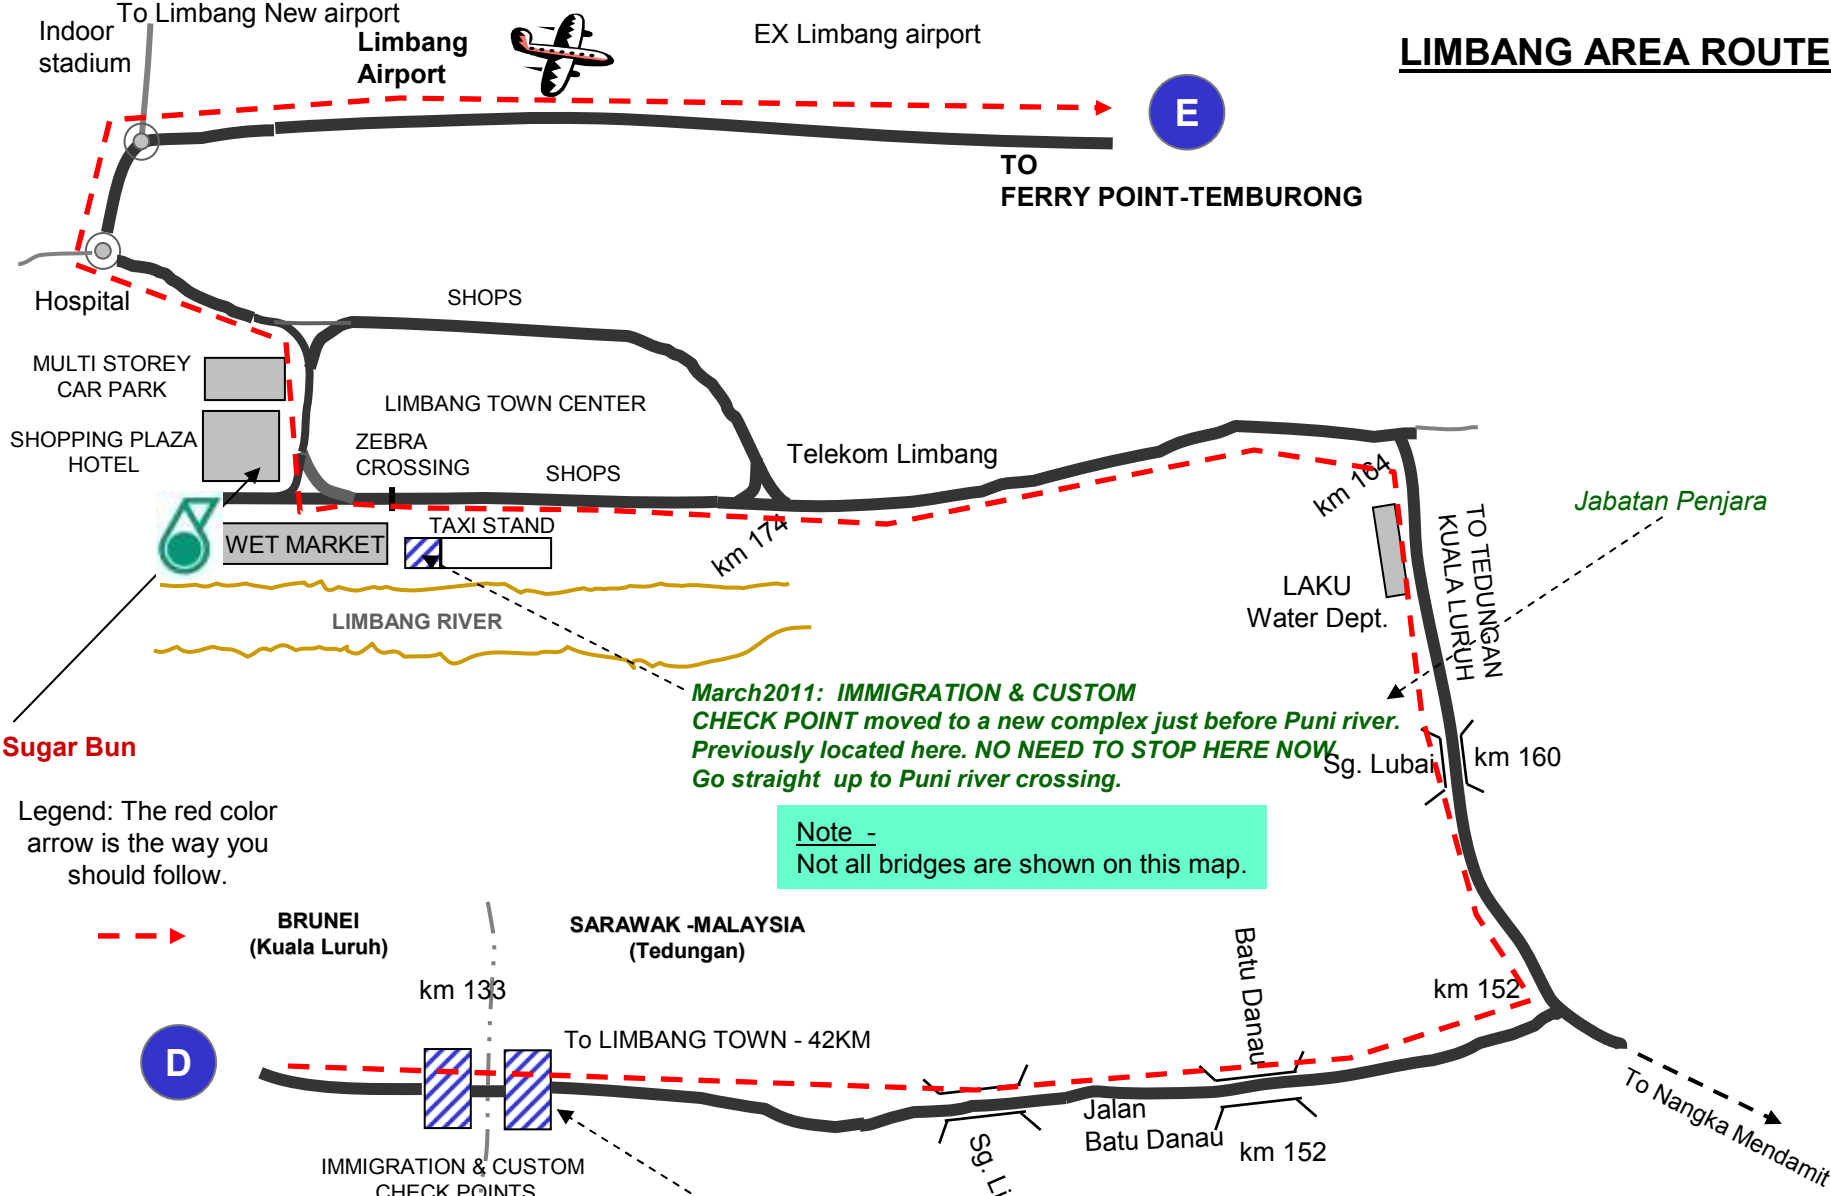 To Limbang New airport
Indoor
stadium
Limbang
Airport
EX Limbang airport
LIMBANG AREA ROUTE
E
TO
FERRY POINT-TEMBURONG
Hospital
SHOPS
MULTI STOREY
CAR PARK
LIMBANG TOWN CENTER
SHOPPING PLAZA
HOTEL
ZEBRA
CROSSING
SHOPS
Telekom Limbang
km 164
Jabatan Penjara
WET MARKET
TAXI STAND
km 174
TO TEDUNGAN
KUALA LURUH
LAKU
Water Dept.
LIMBANG RIVER
March2011:  IMMIGRATION & CUSTOM
CHECK POINT moved to a new complex just before Puni river.
Previously located here. NO NEED TO STOP HERE NOW
Go straight  up to Puni river crossing.
Sugar Bun
Sg. Lubai
km 160
Legend: The red color
arrow is the way you
should follow.
Note  -
Not all bridges are shown on this map.
BRUNEI
(Kuala Luruh)
SARAWAK -MALAYSIA
(Tedungan)
km 133
Batu Danau
km 152
D
To LIMBANG TOWN - 42KM
To Nangka Mendamit
Jalan
Batu Danau
km 152
Sg.
IMMIGRATION & CUSTOM
CHECK POINTS